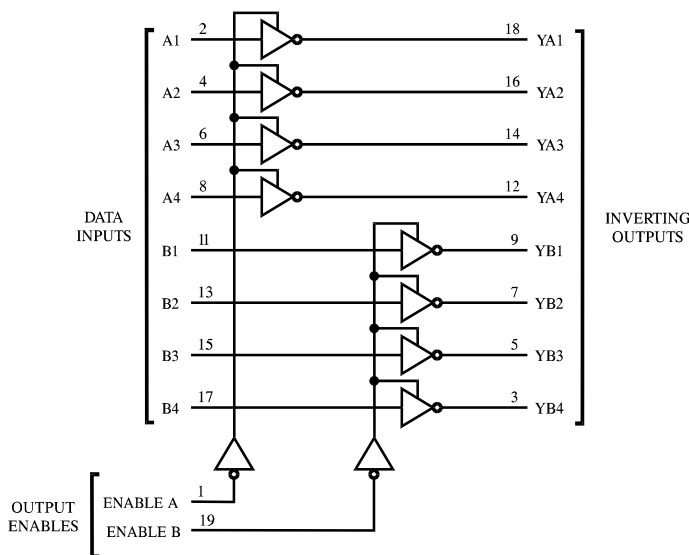 A1 2 18 YA1
A2 4 16 YA2
A3 6 14 YA3
A4 8 12 YA4
DATA
INPUTS
INVERTING
OUTPUTS
B1 11 9 YB1
B2 13 7 YB2
B3 15 5 YB3
B4 17 3 YB4
OUTPUT
ENABLES
ENABLE A 1
ENABLE B 19